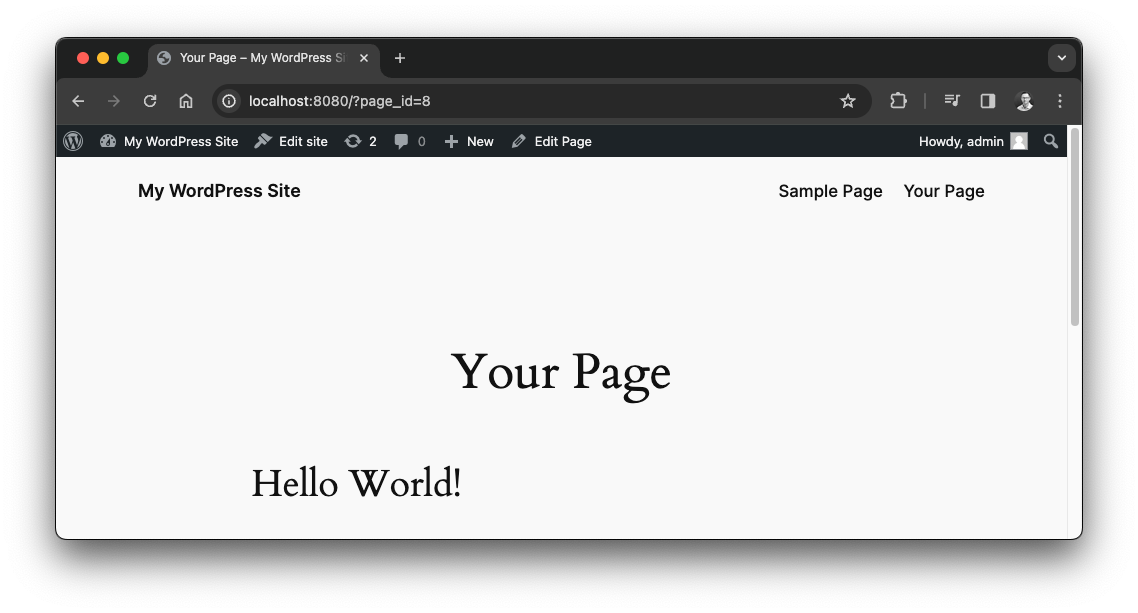 Your Page – My WordPress S
localhost:8080/?page_id=8
My WordPress Site Edit site 2 0 New Edit Page Howdy, admin
My WordPress Site Sample Page Your Page
Your Page
Hello World!